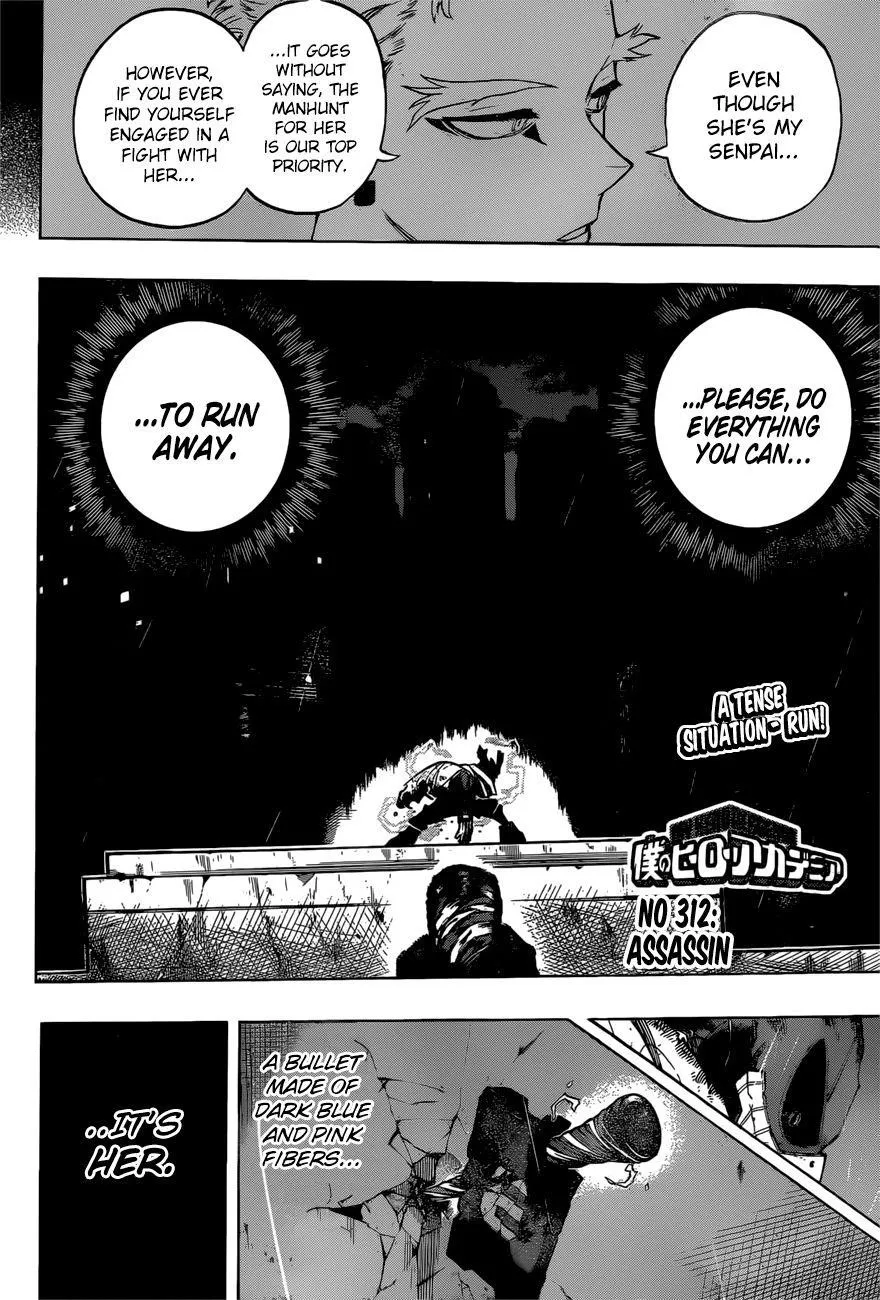 EVEN
THOUGH
SHE'S MY
SENPAI...
...IT GOES
WITHOUT
SAYING, THE
MANHUNT
FOR HER
IS OUR TOP
PRIORITY.
HOWEVER,
IF YOU EVER
FIND YOURSELF
ENGAGED IN A
FIGHT WITH
HER...
...PLEASE, DO
EVERYTHING
YOU CAN...
...TO RUN
AWAY.
A TENSE
SITUATION - RUN!
僕のヒーローアカデミア
NO 312:
ASSASSIN
A BULLET
MADE OF
DARK BLUE
AND PINK
FIBERS...
..IT'S
HER.